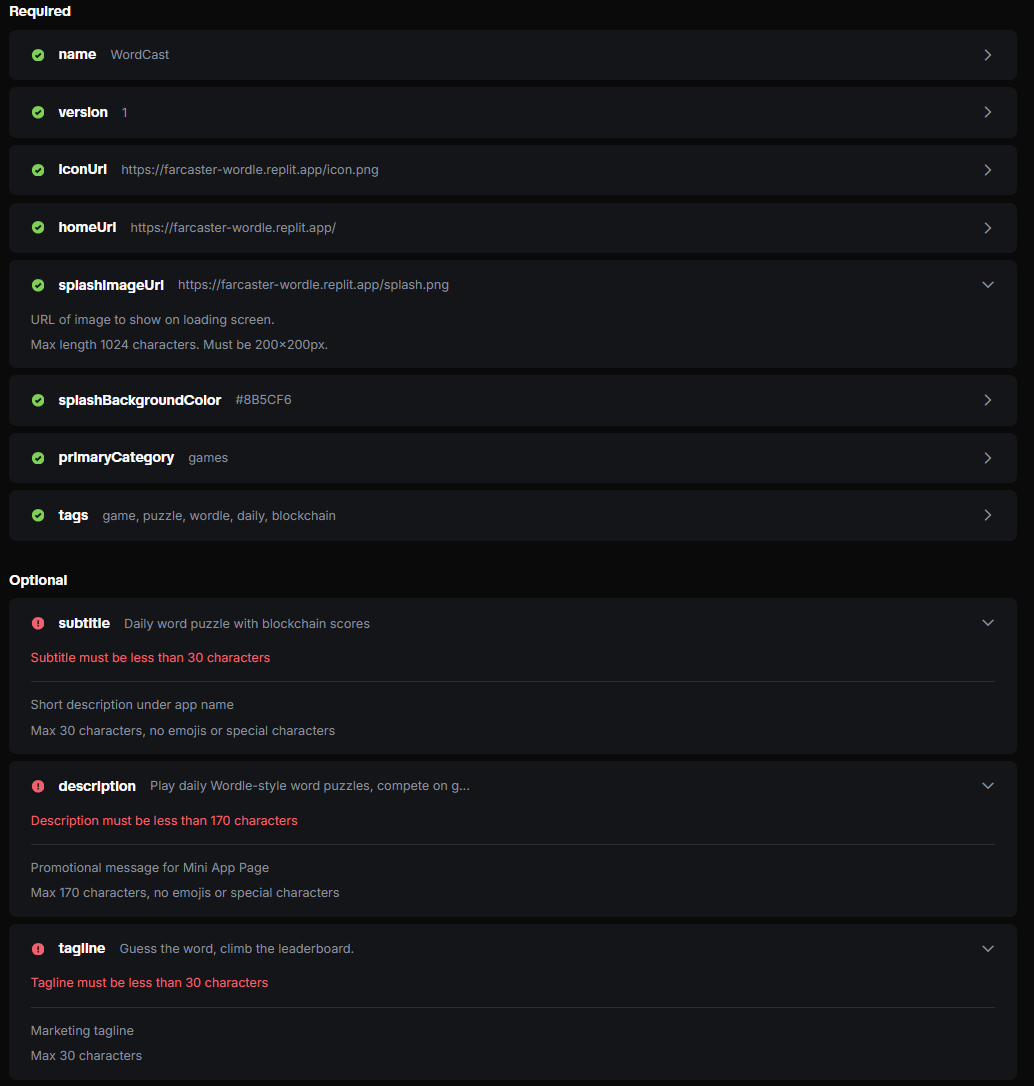 Required
name WordCast
version 1
iconUrl https://farcaster-wordle.replit.app/icon.png
homeUrl https://farcaster-wordle.replit.app/
splashImageUrl https://farcaster-wordle.replit.app/splash.png
URL of image to show on loading screen.
Max length 1024 characters. Must be 200×200px.
splashBackgroundColor #8B5CF6
primaryCategory games
tags game, puzzle, wordle, daily, blockchain
Optional
subtitle Daily word puzzle with blockchain scores
Subtitle must be less than 30 characters
Short description under app name
Max 30 characters, no emojis or special characters
description Play daily Wordle-style word puzzles, compete on g...
Description must be less than 170 characters
Promotional message for Mini App Page
Max 170 characters, no emojis or special characters
tagline Guess the word, climb the leaderboard.
Tagline must be less than 30 characters
Marketing tagline
Max 30 characters